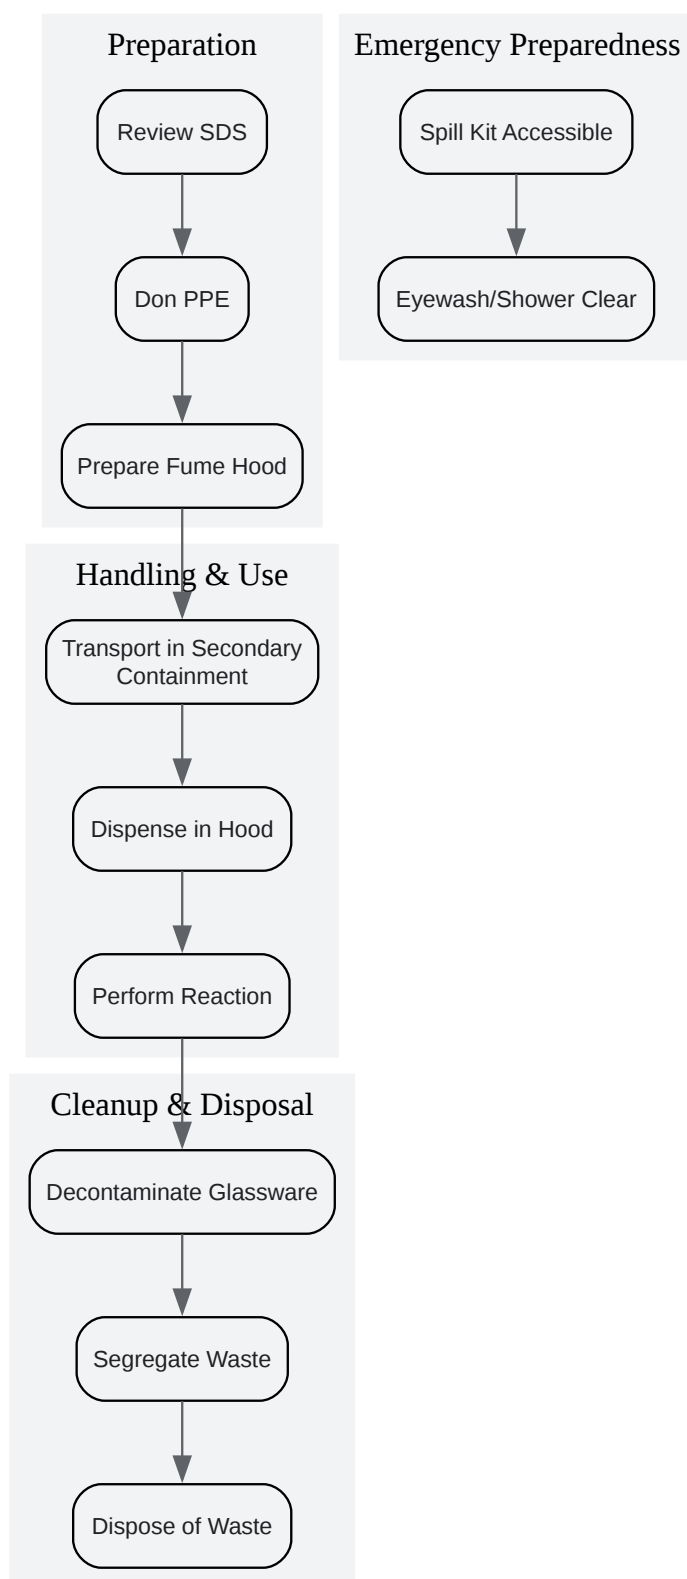 Preparation
Review SDS
Don PPE
Prepare Fume Hood
Emergency Preparedness
Spill Kit Accessible
Eyewash/Shower Clear
Handling & Use
Transport in Secondary
Containment
Dispense in Hood
Perform Reaction
Cleanup & Disposal
Decontaminate Glassware
Segregate Waste
Dispose of Waste